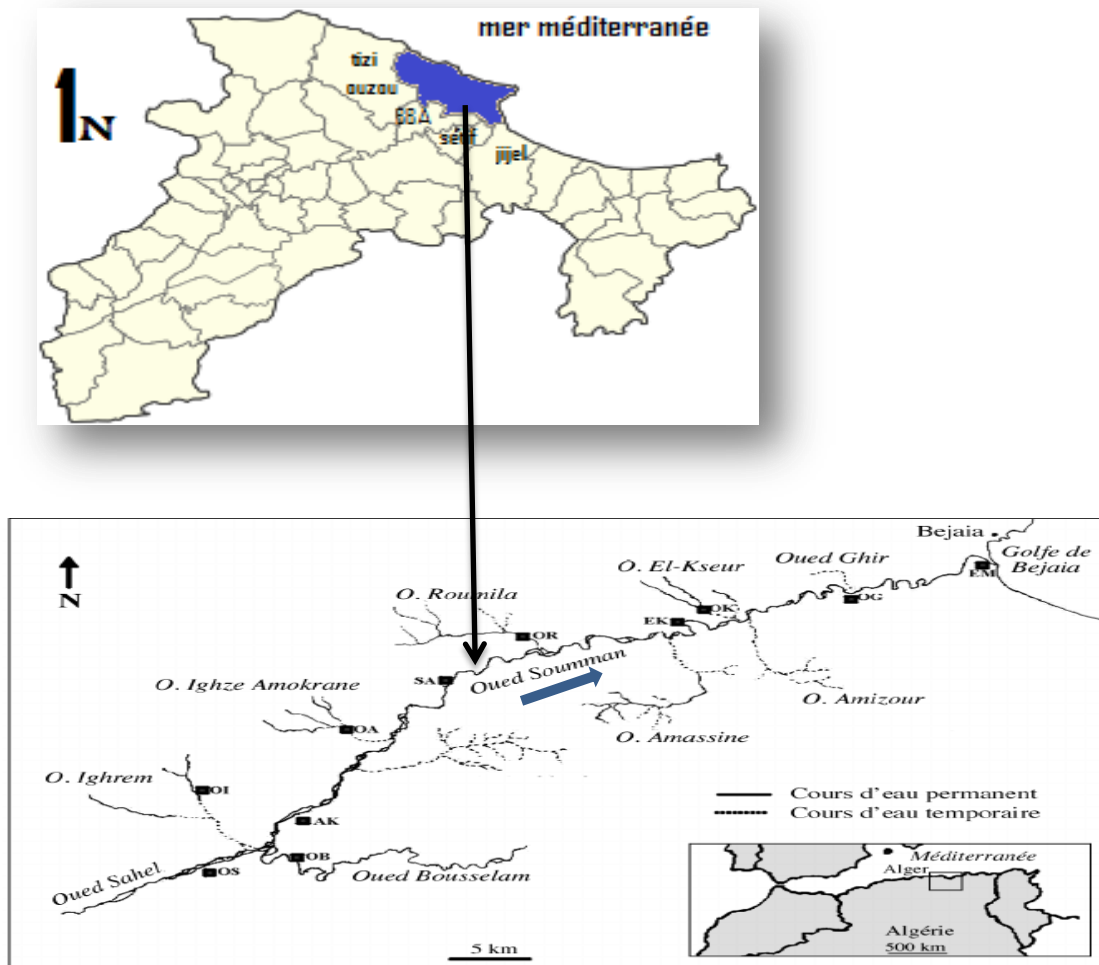 mer méditerranée
tizi
ouzou
BBA
sétif
jijel
N
Bejaia
Golfe de
Bejaia
Oued Ghir
EM
O. El-Kseur
N
O. Roumila
OK
OG
EK
OR
Oued Soumman
SA
O. Ighze Amokrane
O. Amizour
OA
O. Amassine
O. Ighrem
OI
Cours d'eau permanent
AK
Cours d'eau temporaire
OB
Méditerranée
Oued Sahel
OS
Oued Bousselam
Alger
Algérie
5 km
500 km